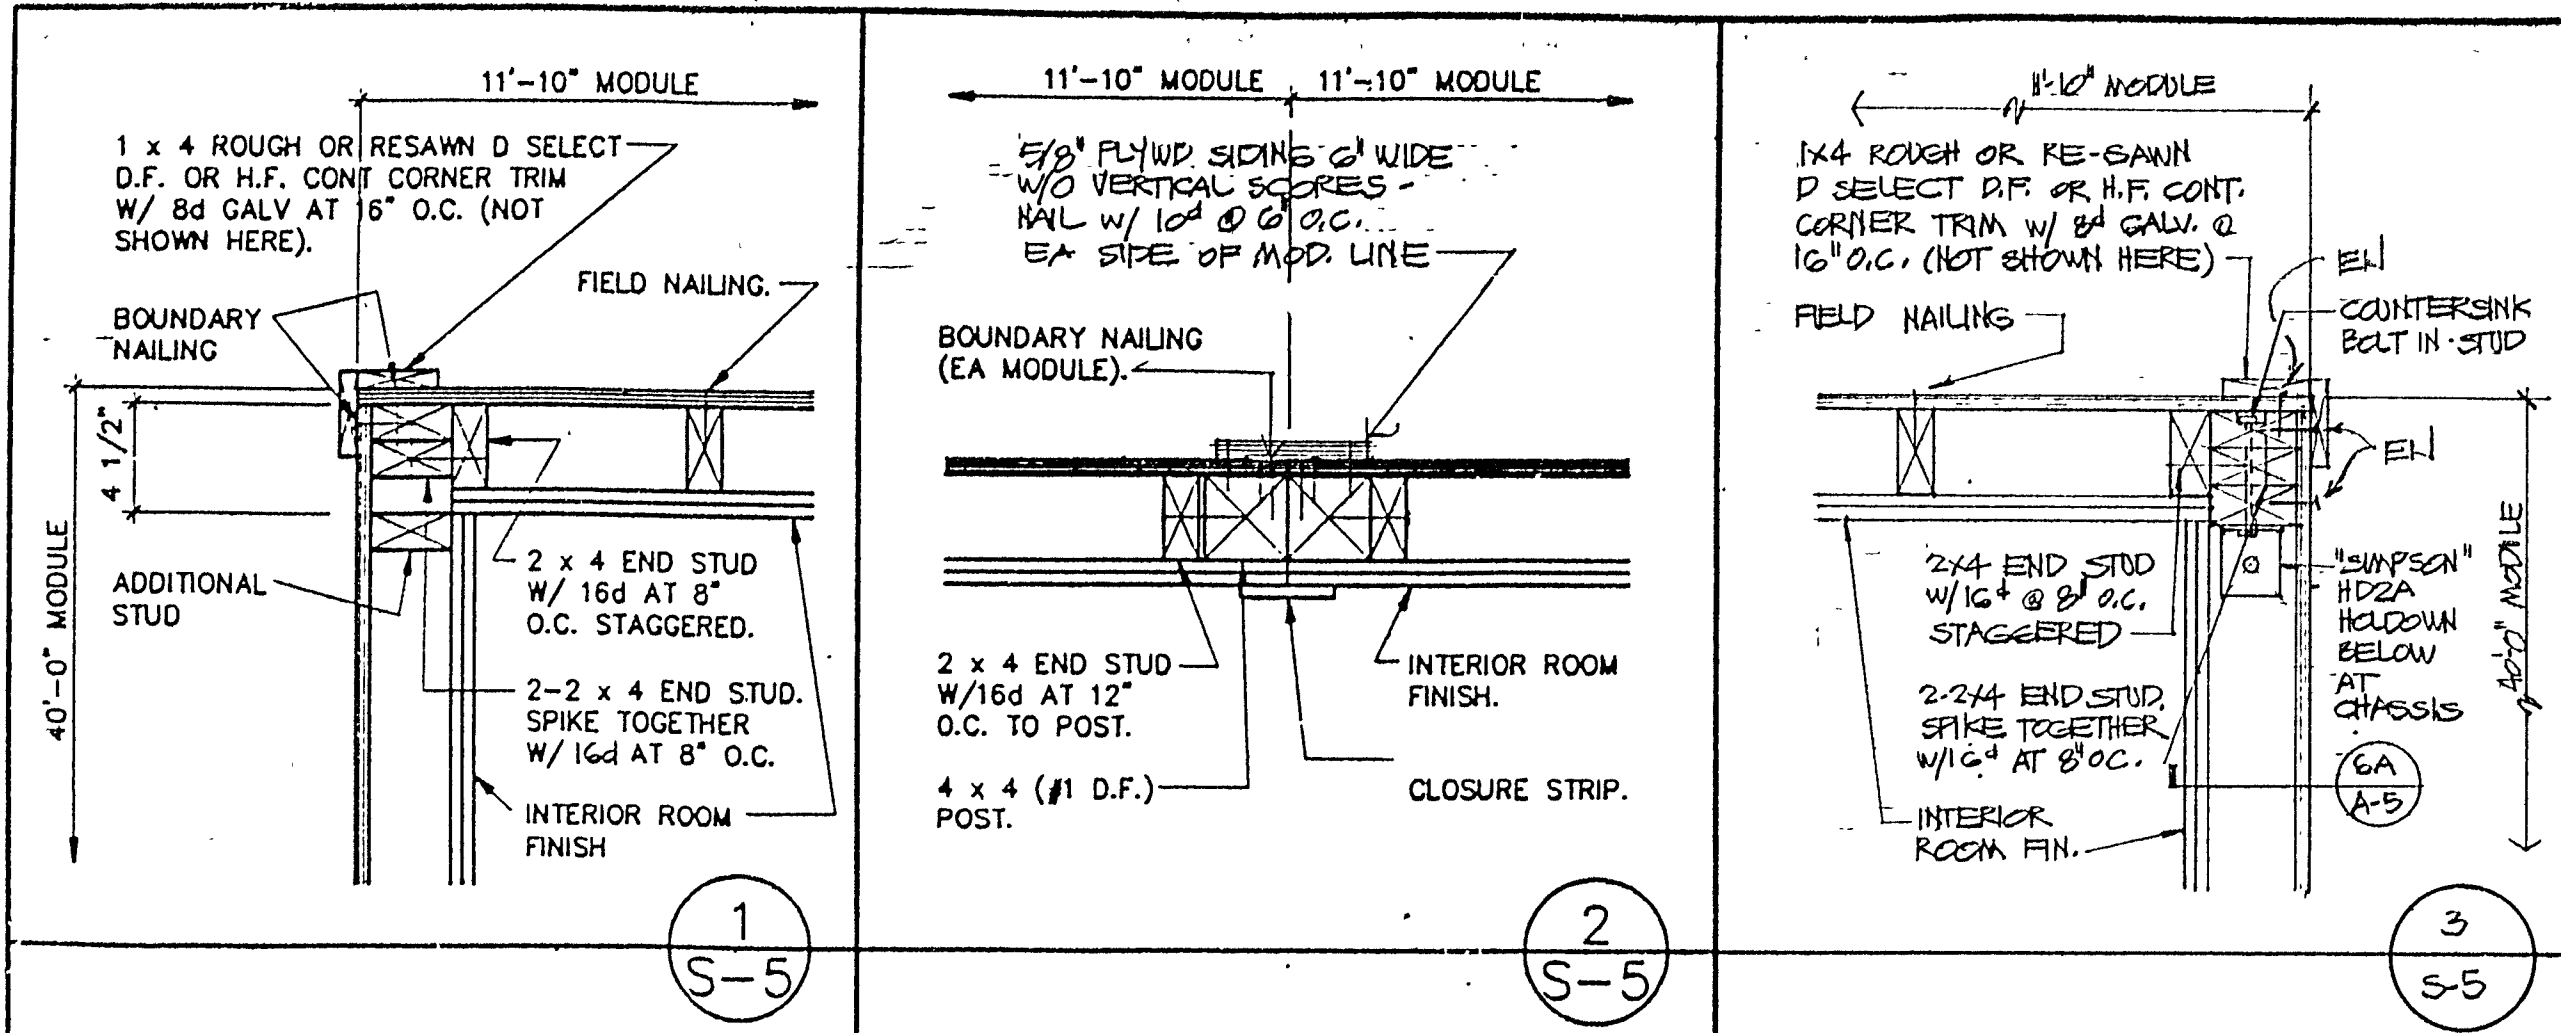 11'-10" MODULE
1 x 4 ROUGH OR RESAWN D SELECT
D.F. OR H.F. CONT CORNER TRIM
W/ 8d GALV AT 16" O.C. (NOT
SHOWN HERE).
FIELD NAILING.
BOUNDARY
NAILING
4 1/2"
40'-0" MODULE
ADDITIONAL
STUD
2 x 4 END STUD
W/ 16d AT 8"
O.C. STAGGERED.
2-2 x 4 END STUD.
SPIKE TOGETHER
W/ 16d AT 8" O.C.
INTERIOR ROOM
FINISH
1
S-5
11'-10" MODULE 11'-10" MODULE
5/8" PLYWD. SIDING 6" WIDE
W/O VERTICAL SCORES -
NAIL W/ 10d @ 6" O.C.
EA SIDE OF MOD. LINE
BOUNDARY NAILING
(EA MODULE).
2 x 4 END STUD
W/16d AT 12"
O.C. TO POST.
4 x 4 (#1 D.F.)
POST.
INTERIOR ROOM
FINISH.
CLOSURE STRIP.
2
S-5
11'-10" MODULE
1X4 ROUGH OR RE-SAWN
D SELECT D.F. OR H.F. CONT.
CORNER TRIM W/ 8d GALV. @
16" O.C. (NOT SHOWN HERE)
EN
FIELD NAILING
COUNTERSINK
BOLT IN STUD
EN
2X4 END STUD
W/16d @ 8" O.C.
STAGGERED
2-2X4 END STUD.
SPIKE TOGETHER
W/16d AT 8" OC.
INTERIOR
ROOM FIN.
"SIMPSON"
HD2A
HOLDOWN
BELOW
AT
CHASSIS
6A
A-5
40'-0" MODULE
3
S-5